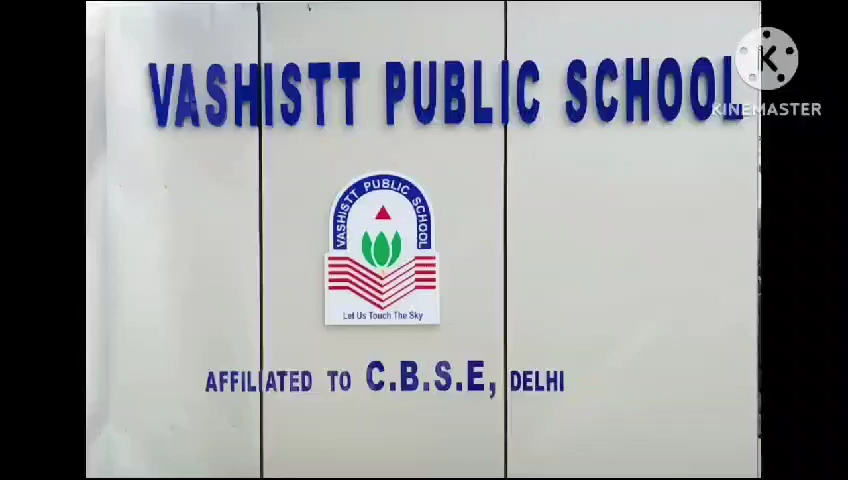 VASHISTT PUBLIC SCHOOL
K
KINEMASTER
VASHISTT PUBLIC SCHOOL
Let Us Touch The Sky
AFFILIATED TO C.B.S.E, DELHI